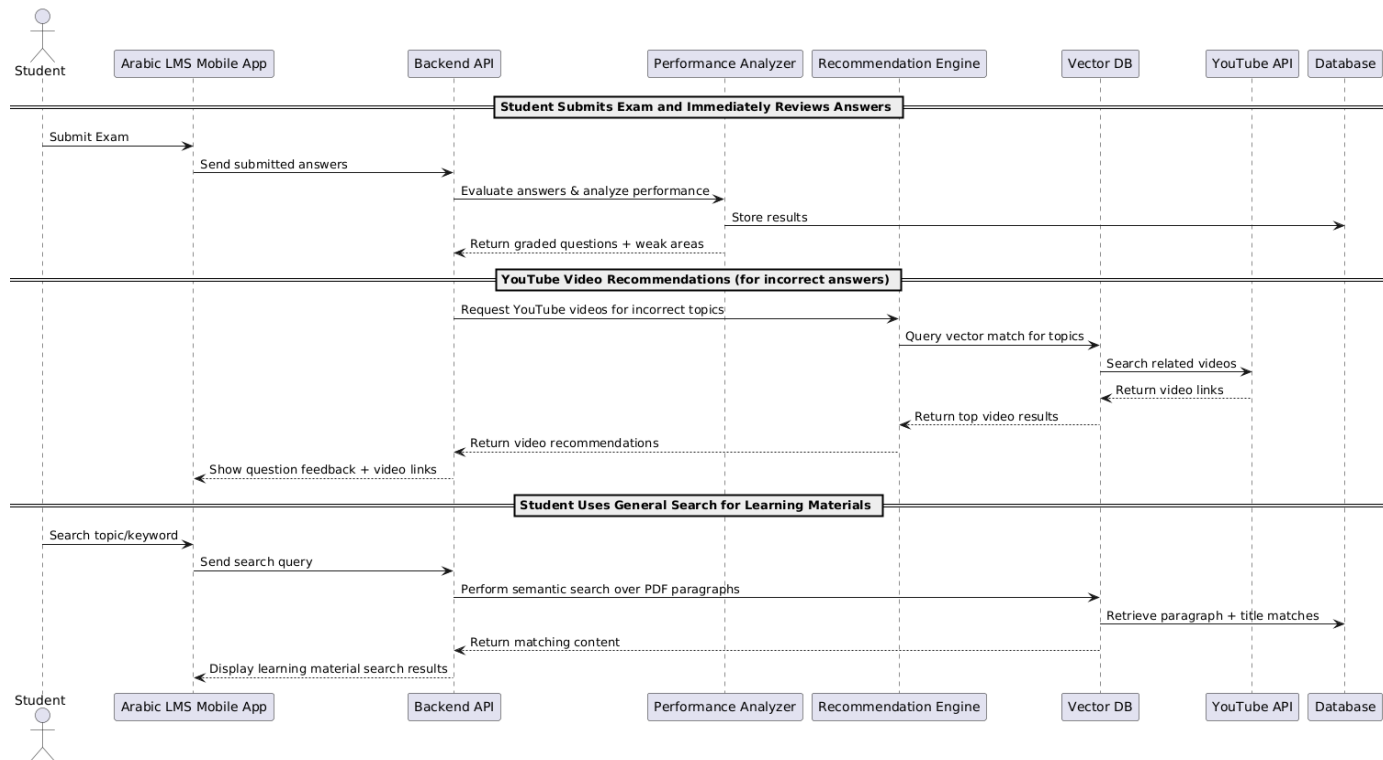 Student
Arabic LMS Mobile App
Backend API
Performance Analyzer
Recommendation Engine
Vector DB
YouTube API
Database
Student Submits Exam and Immediately Reviews Answers
Submit Exam
Send submitted answers
Evaluate answers & analyze performance
Store results
Return graded questions + weak areas
YouTube Video Recommendations (for incorrect answers)
Request YouTube videos for incorrect topics
Query vector match for topics
Search related videos
Return video links
Return top video results
Return video recommendations
Show question feedback + video links
Student Uses General Search for Learning Materials
Search topic/keyword
Send search query
Perform semantic search over PDF paragraphs
Retrieve paragraph + title matches
Return matching content
Display learning material search results
Student
Arabic LMS Mobile App
Backend API
Performance Analyzer
Recommendation Engine
Vector DB
YouTube API
Database